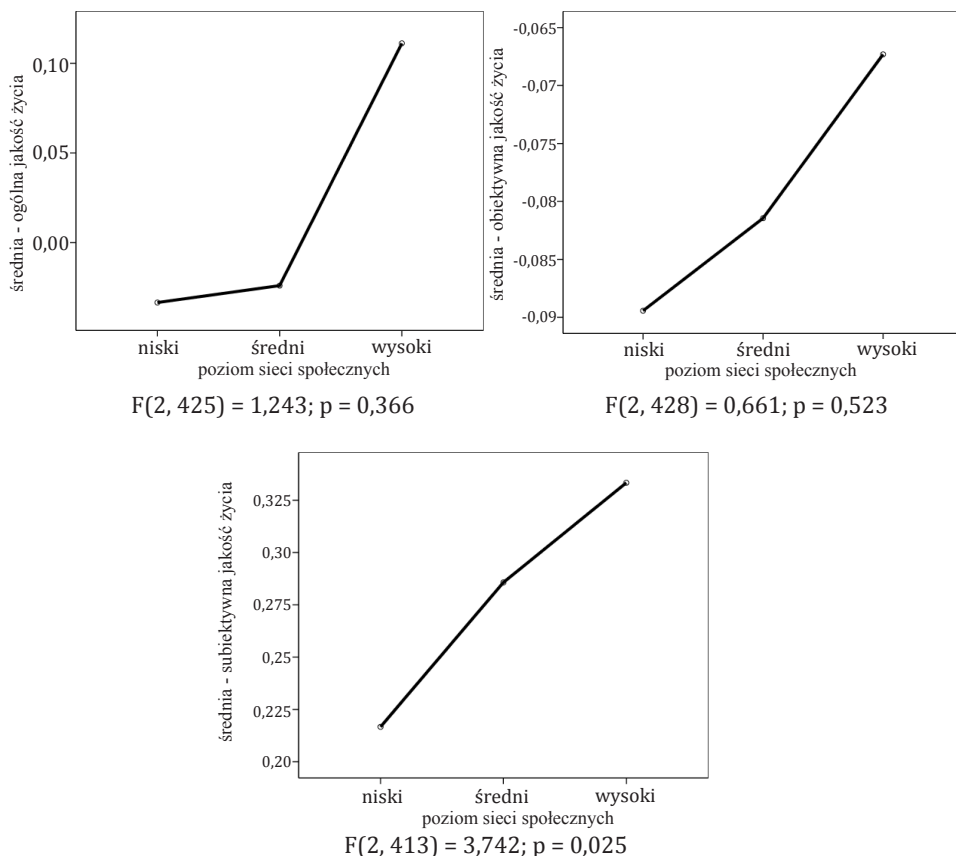 średnia - ogólna jakość życia
0,10
0,05
0,00
niski średni wysoki
poziom sieci społecznych
F(2, 425) = 1,243; p = 0,366
średnia - obiektywna jakość życia
-0,065
-0,07
-0,075
-0,08
-0,085
-0,09
niski średni wysoki
poziom sieci społecznych
F(2, 428) = 0,661; p = 0,523
średnia - subiektywna jakość życia
0,325
0,30
0,275
0,25
0,225
0,20
niski średni wysoki
poziom sieci społecznych
F(2, 413) = 3,742; p = 0,025